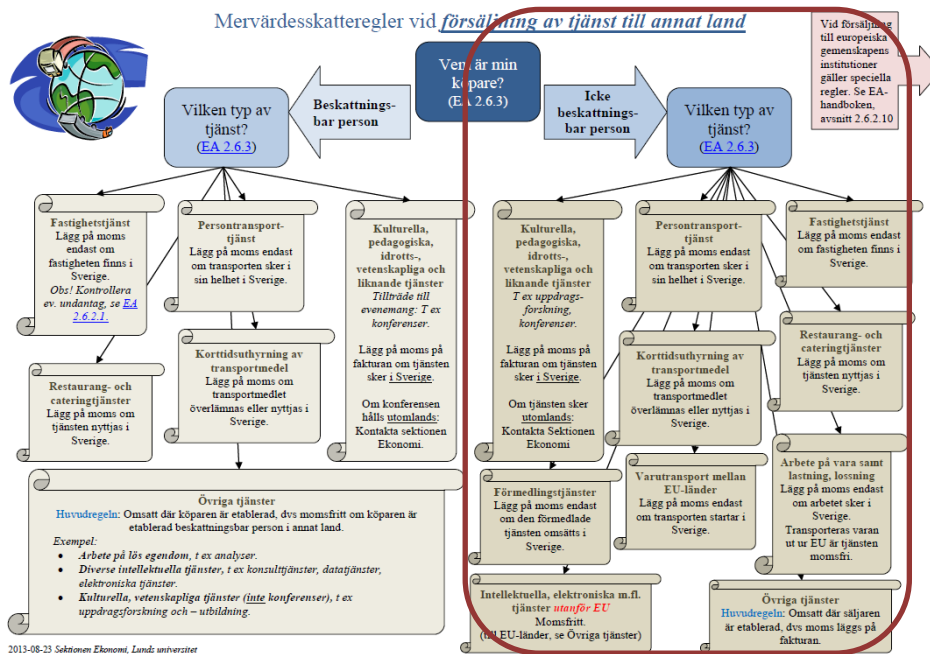 Mervärdesskatteregler vid försäljning av tjänst till annat land
Vid försäljning
till europeiska
gemenskapens
institutioner
gäller speciella
regler. Se EA-
handboken,
avsnitt 2.6.2.10
Vem är min
köpare?
(EA 2.6.3)
Beskattnings-
bar person
Icke
beskattnings-
bar person
Vilken typ av
tjänst?
(EA 2.6.3)
Vilken typ av
tjänst?
(EA 2.6.3)
Fastighetstjänst
Lägg på moms
endast om
fastigheten finns i
Sverige.
Obs! Kontrollera
ev. undantag, se EA
2.6.2.1.
Persontransport-
tjänst
Lägg på moms endast
om transporten sker i
sin helhet i Sverige.
Kulturella,
pedagogiska,
idrotts-,
vetenskapliga och
liknande tjänster
Tillträde till
evenemang: T ex
konferenser.
Lägg på moms på
fakturan om tjänsten
sker i Sverige.
Om konferensen
hålls utomlands:
Kontakta sektionen
Ekonomi.
Restaurang- och
cateringtjänster
Lägg på moms om
tjänsten nyttjas i
Sverige.
Korttidsuthyrning av
transportmedel
Lägg på moms om
transportmedlet
överlämnas eller nyttjas i
Sverige.
Övriga tjänster
Huvudregeln: Omsatt där köparen är etablerad, dvs momsfritt om köparen är
etablerad beskattningsbar person i annat land.
Exempel:
• Arbete på lös egendom, t ex analyser.
• Diverse intellektuella tjänster, t ex konsulttjänster, datatjänster,
elektroniska tjänster.
• Kulturella, vetenskapliga tjänster (inte konferenser), t ex
uppdragsforskning och – utbildning.
Kulturella,
pedagogiska,
idrotts-,
vetenskapliga och
liknande tjänster
T ex uppdrags-
forskning,
konferenser.
Lägg på moms på
fakturan om tjänsten
sker i Sverige.
Om tjänsten sker
utomlands:
Kontakta Sektionen
Ekonomi
Persontransport-
tjänst
Lägg på moms endast
om transporten sker i
sin helhet i Sverige.
Fastighetstjänst
Lägg på moms endast
om fastigheten finns i
Sverige.
Korttidsuthyrning av
transportmedel
Lägg på moms om
transportmedlet
överlämnas eller nyttjas i
Sverige.
Restaurang- och
cateringtjänster
Lägg på moms om
tjänsten nyttjas i
Sverige.
Förmedlingstjänster
Lägg på moms endast
om den förmedlade
tjänsten omsätts i
Sverige.
Varutransport mellan
EU-länder
Lägg på moms endast
om transporten startar i
Sverige.
Arbete på vara samt
lastning, lossning
Lägg på moms endast
om arbetet sker i
Sverige.
Transporteras varan
ut ur EU är tjänsten
momsfri.
Intellektuella, elektroniska m.fl.
tjänster utanför EU
Momsfritt.
(till EU-länder, se Övriga tjänster)
Övriga tjänster
Huvudregeln: Omsatt där säljaren
är etablerad, dvs moms läggs på
fakturan.
2013-08-23 Sektionen Ekonomi, Lunds universitet